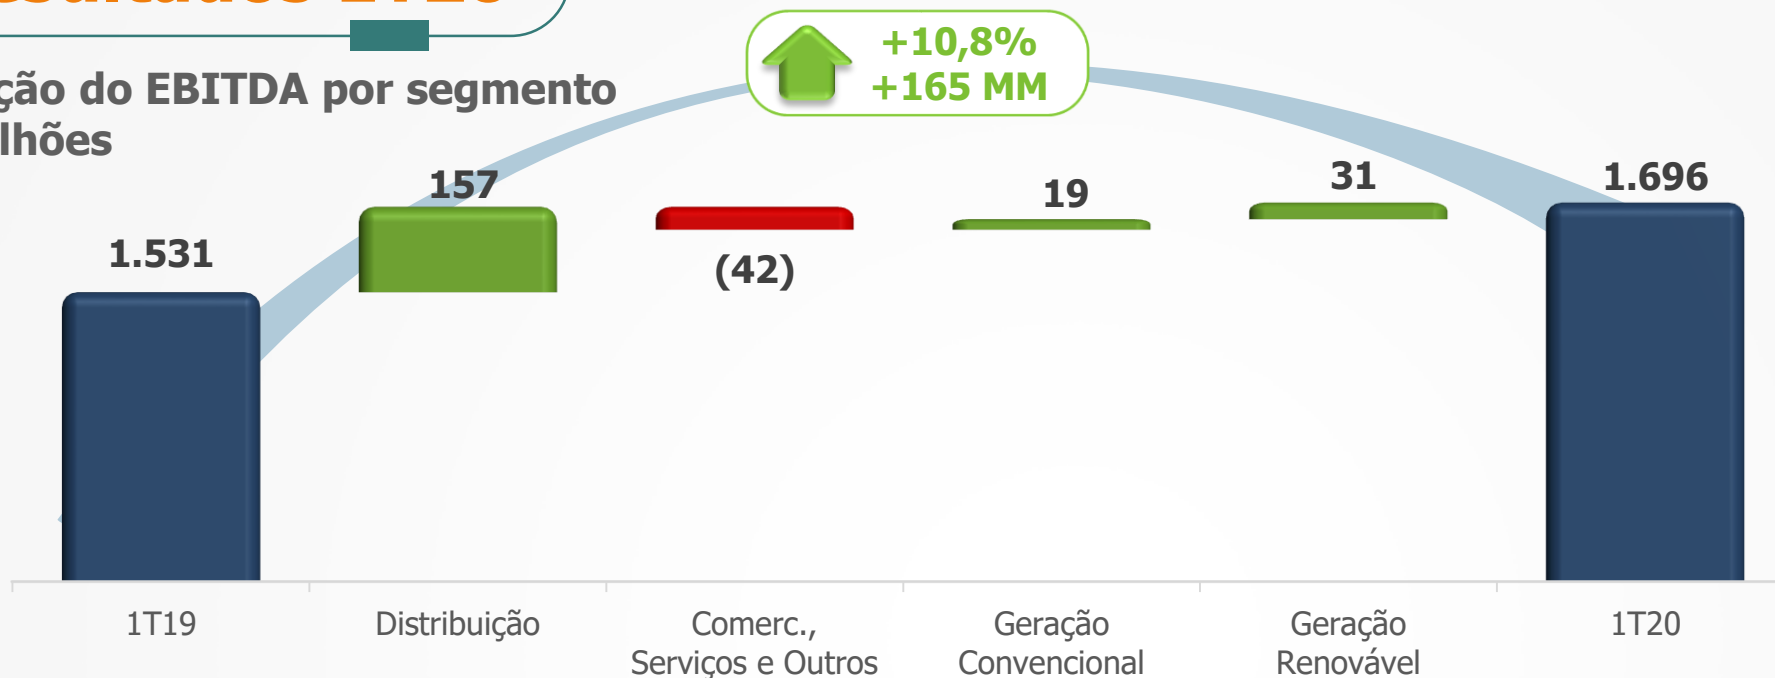 ção do EBITDA por segmento
lhões
+10,8%
+165 MM
1.531
157
(42)
19
31
1.696
1T19
Distribuição
Comerc.,
Serviços e Outros
Geração
Convencional
Geração
Renovável
1T20